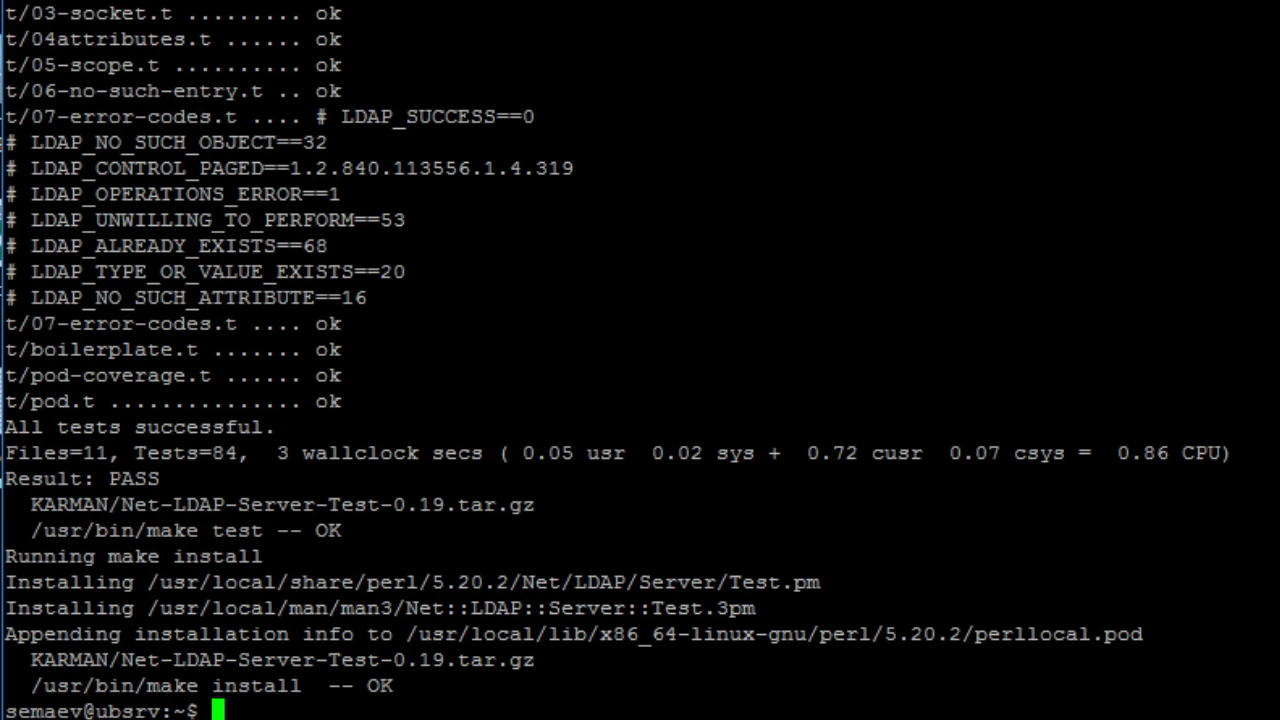 t/03-socket.t ......... ok
t/04attributes.t ...... ok
t/05-scope.t .......... ok
t/06-no-such-entry.t .. ok
t/07-error-codes.t .... # LDAP_SUCCESS==0
# LDAP_NO_SUCH_OBJECT==32
# LDAP_CONTROL_PAGED==1.2.840.113556.1.4.319
# LDAP_OPERATIONS_ERROR==1
# LDAP_UNWILLING_TO_PERFORM==53
# LDAP_ALREADY_EXISTS==68
# LDAP_TYPE_OR_VALUE_EXISTS==20
# LDAP_NO_SUCH_ATTRIBUTE==16
t/07-error-codes.t .... ok
t/boilerplate.t ....... ok
t/pod-coverage.t ...... ok
t/pod.t ............... ok
All tests successful.
Files=11, Tests=84,  3 wallclock secs ( 0.05 usr  0.02 sys +  0.72 cusr  0.07 csys =  0.86 CPU)
Result: PASS
  KARMAN/Net-LDAP-Server-Test-0.19.tar.gz
  /usr/bin/make test -- OK
Running make install
Installing /usr/local/share/perl/5.20.2/Net/LDAP/Server/Test.pm
Installing /usr/local/man/man3/Net::LDAP::Server::Test.3pm
Appending installation info to /usr/local/lib/x86_64-linux-gnu/perl/5.20.2/perllocal.pod
  KARMAN/Net-LDAP-Server-Test-0.19.tar.gz
  /usr/bin/make install  -- OK
semaev@ubsrv:~$